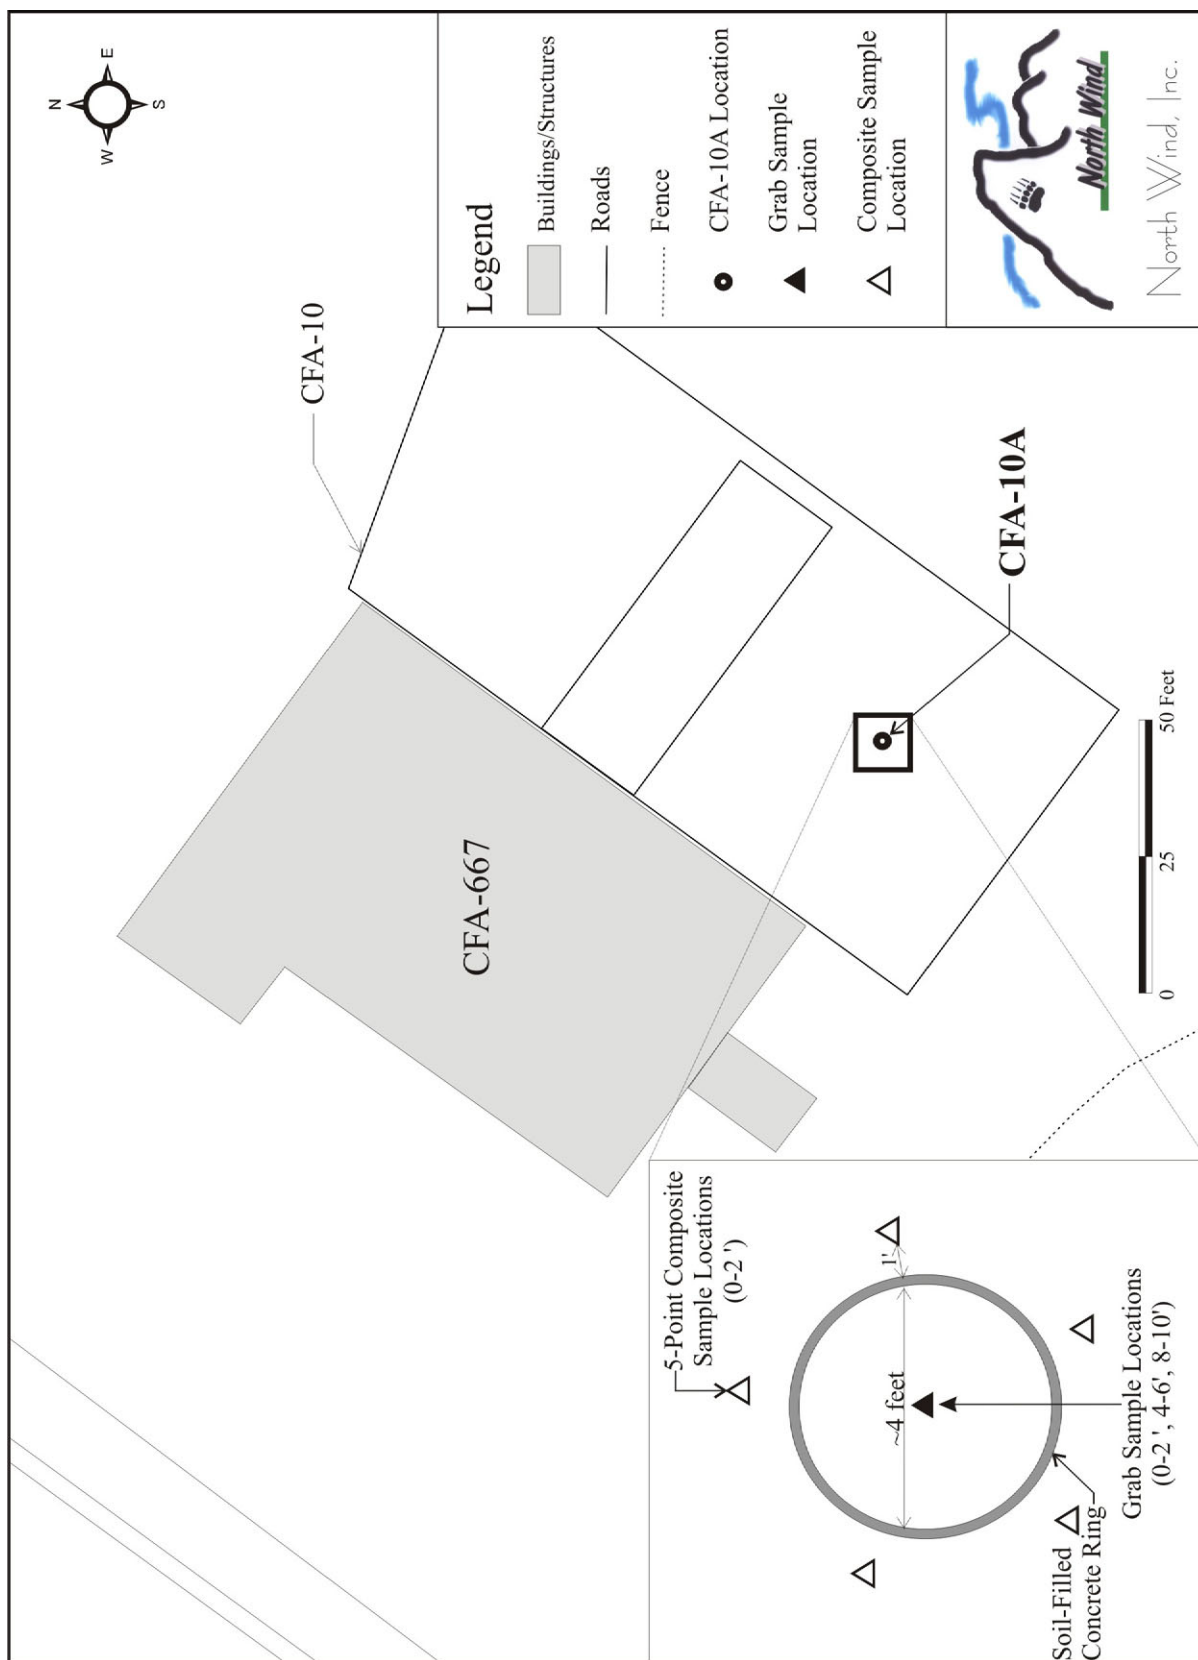 N
W
E
S
CFA-10
CFA-667
CFA-10A
0
25
50 Feet
5-Point Composite
Sample Locations
(0-2 ')
1'
~4 feet
Grab Sample Locations
(0-2 ', 4-6', 8-10')
Soil-Filled
Concrete Ring
Legend
Buildings/Structures
Roads
Fence
CFA-10A Location
Grab Sample
Location
Composite Sample
Location
North Wind
North Wind, Inc.